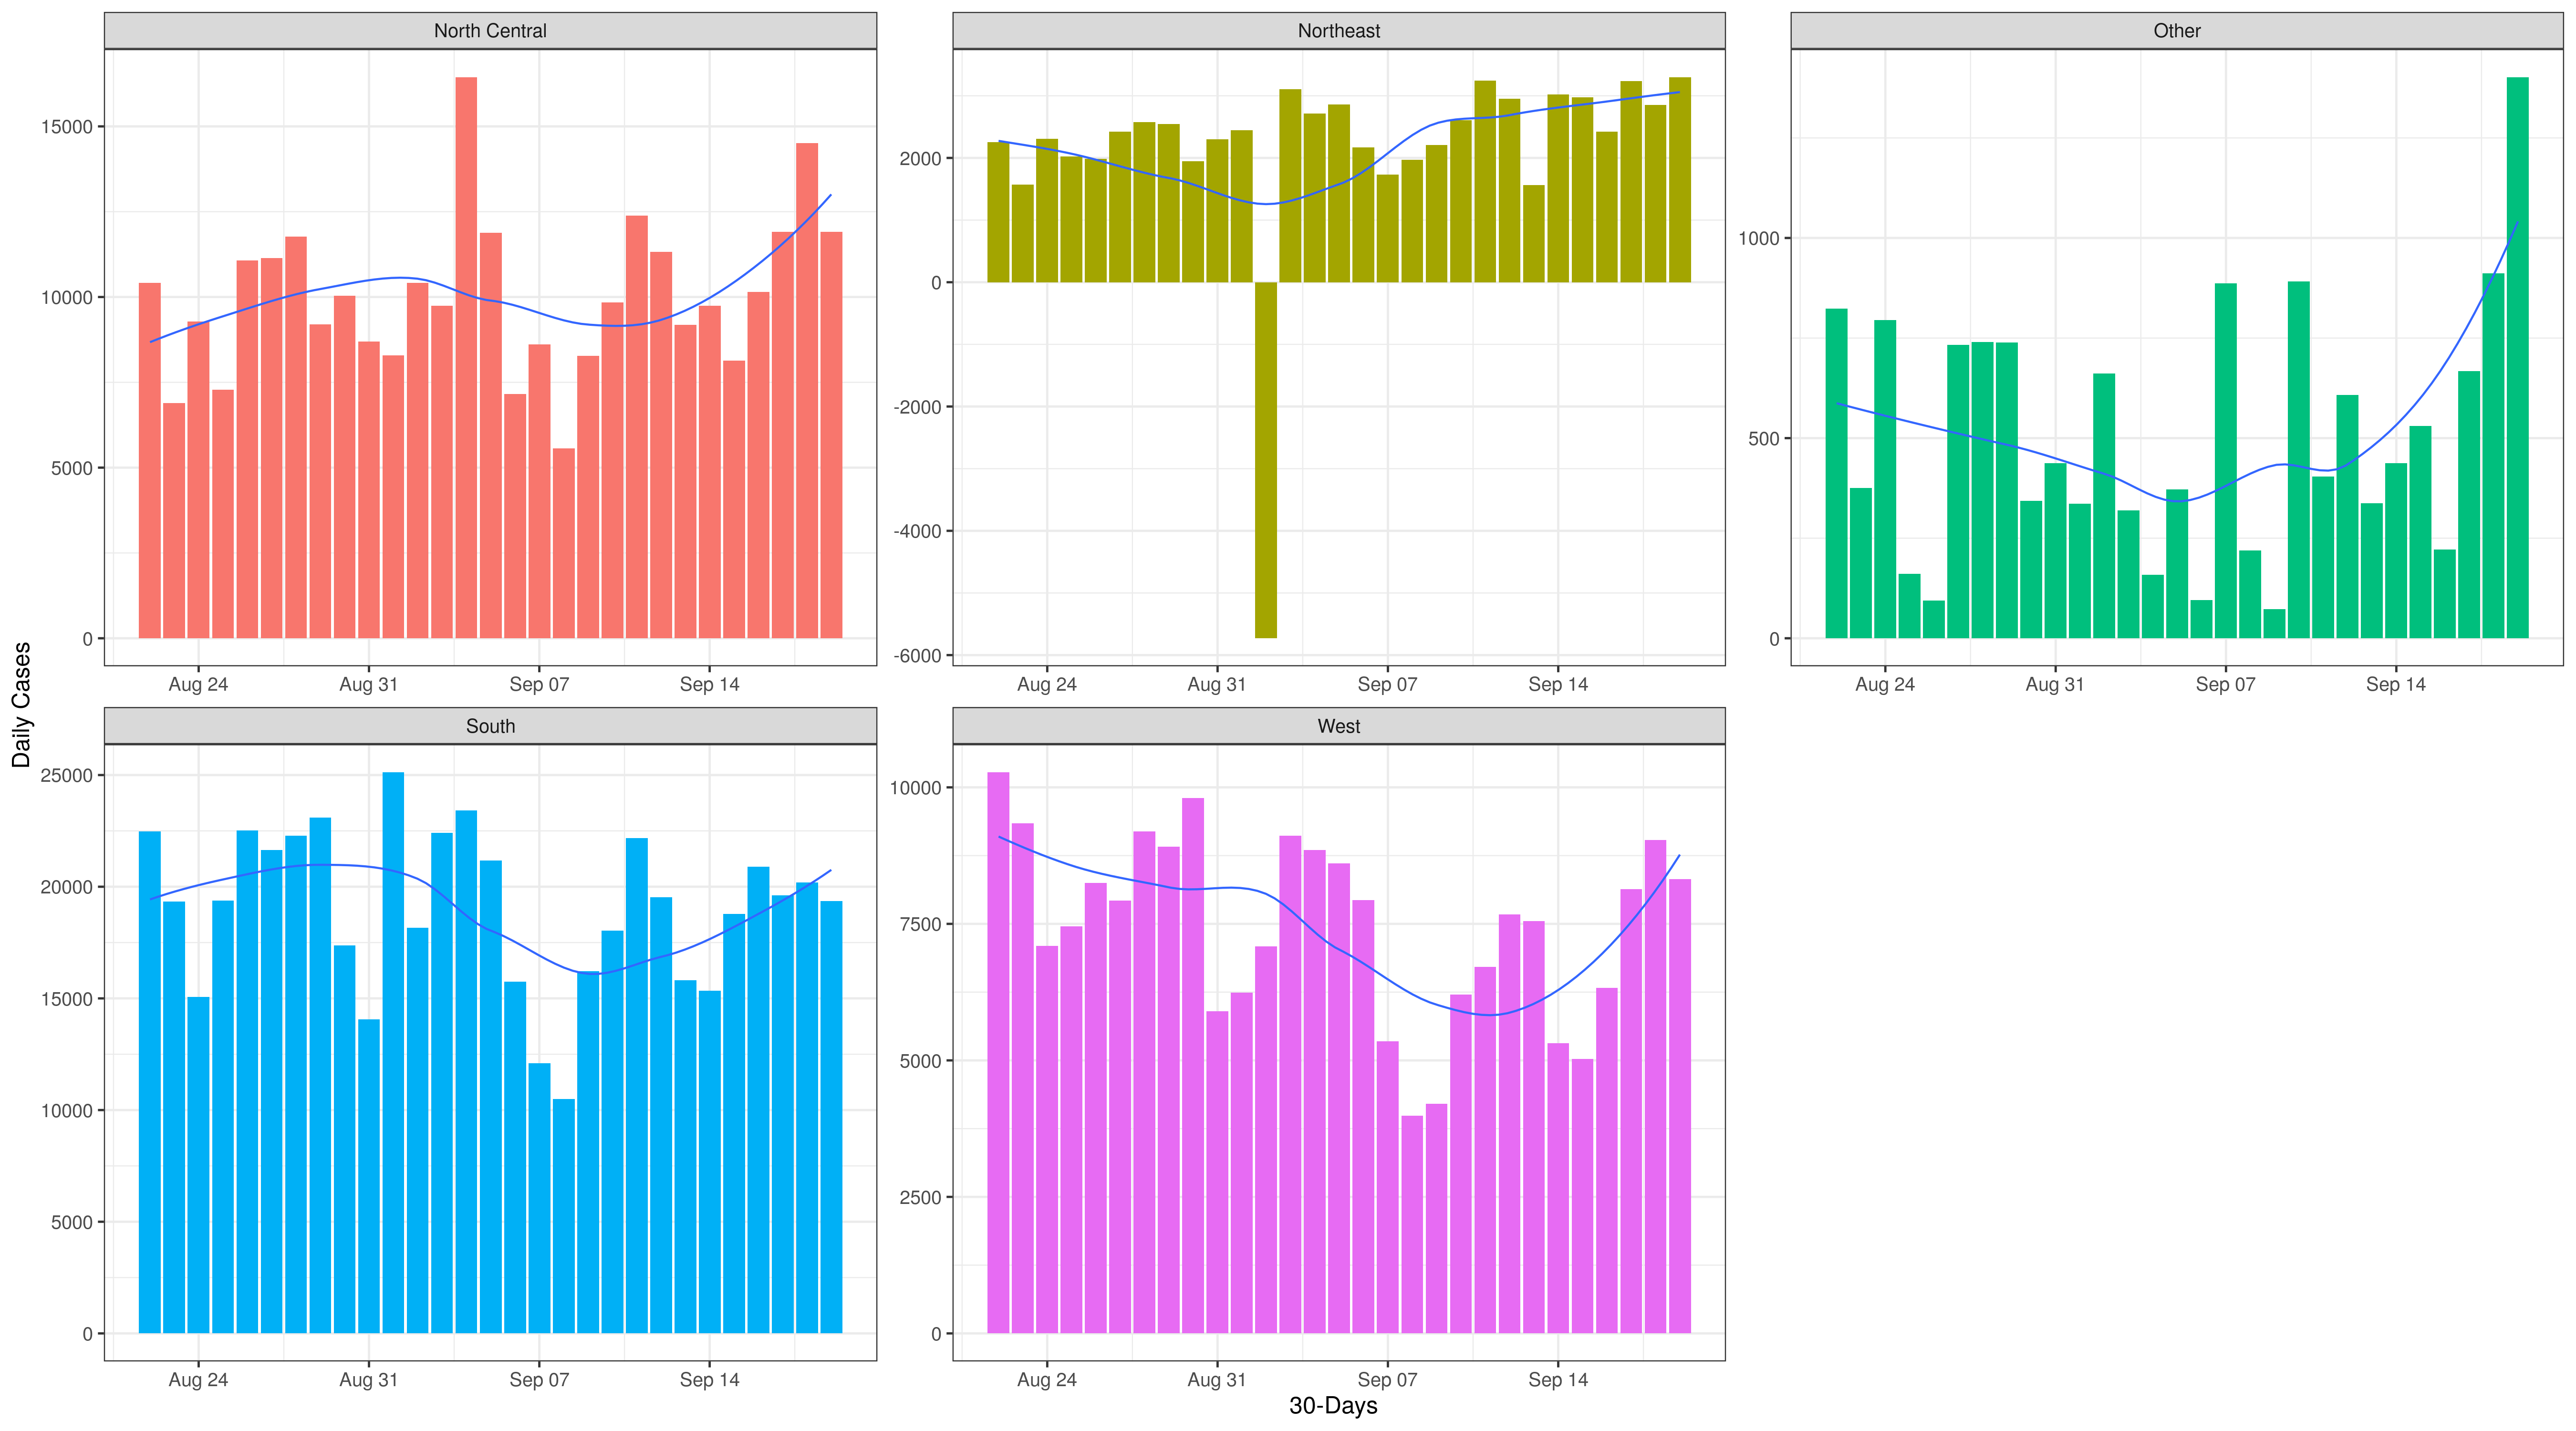 North Central
Northeast
Other
15000
10000
5000
0
2000
0
-2000
-4000
-6000
1000
500
0
Aug 24 Aug 31 Sep 07 Sep 14
Aug 24 Aug 31 Sep 07 Sep 14
Aug 24 Aug 31 Sep 07 Sep 14
Daily Cases
South
West
25000
20000
15000
10000
5000
0
10000
7500
5000
2500
0
Aug 24 Aug 31 Sep 07 Sep 14
Aug 24 Aug 31 Sep 07 Sep 14
30-Days